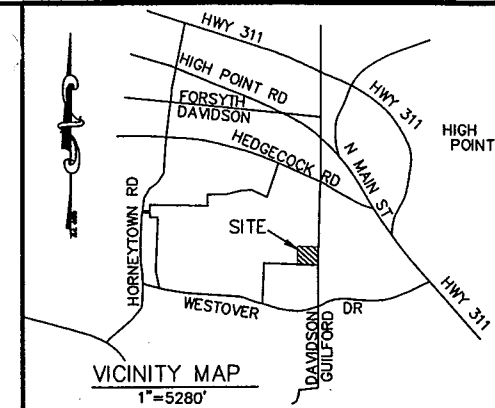 HWY 311
HIGH POINT RD
FORSYTH
DAVIDSON
HEDGECOCK RD
HWY 311
HIGH
POINT
N MAIN ST
HORNEYTOWN RD
SITE
WESTOVER DR
DAVIDSON
GUILFORD
HWY 311
VICINITY MAP
1"=5280'